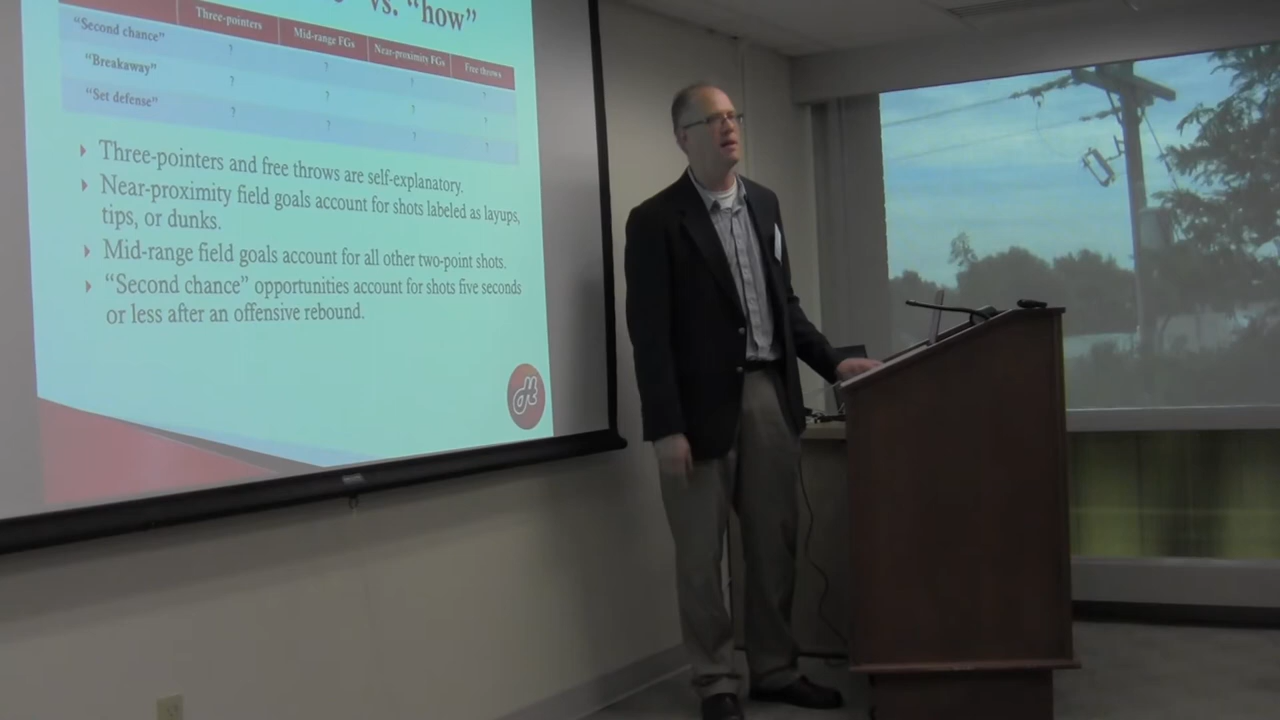 vs. “how”
Three-pointers Mid-range FGs Near-proximity FGs Free throws
“Second chance” ? ? ? ?
“Breakaway” ? ? ? ?
“Set defense” ? ? ? ?
Three-pointers and free throws are self-explanatory.
Near-proximity field goals account for shots labeled as layups,
tips, or dunks.
Mid-range field goals account for all other two-point shots.
“Second chance” opportunities account for shots five seconds
or less after an offensive rebound.